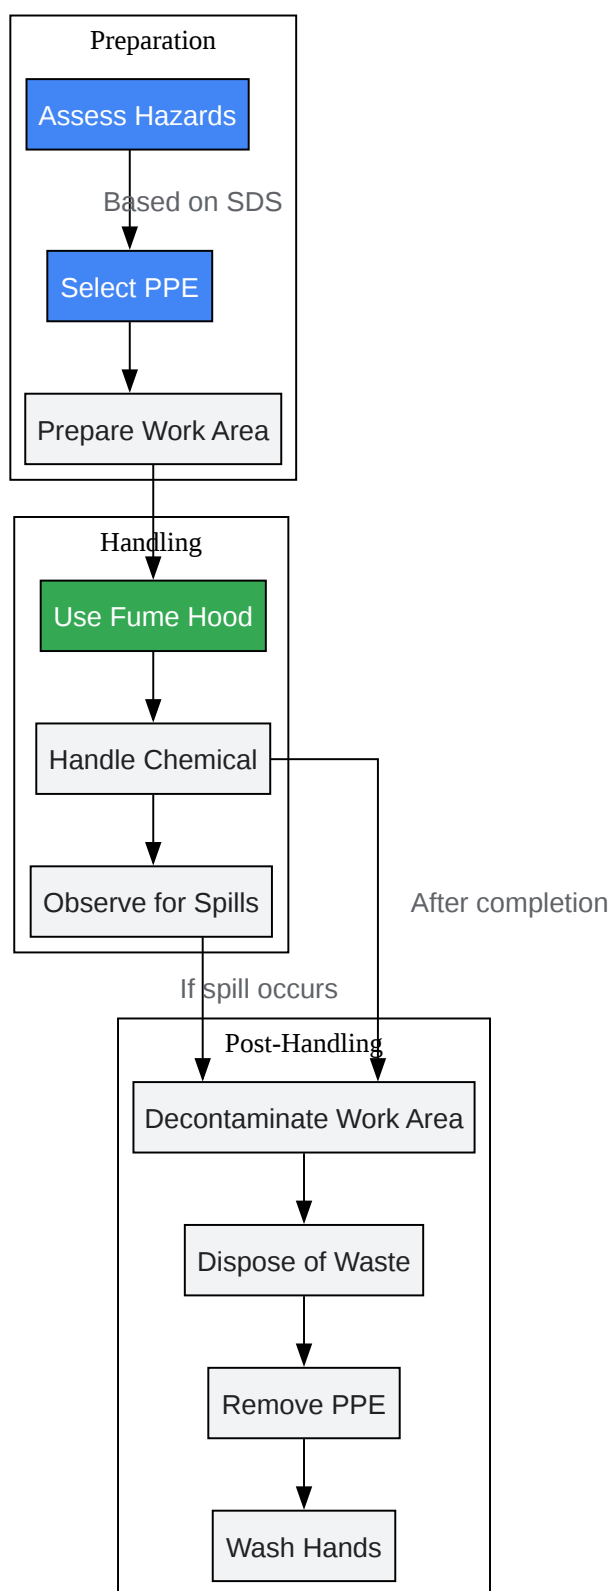 Preparation
Assess Hazards
Based on SDS
Select PPE
Prepare Work Area
Handling
Use Fume Hood
Handle Chemical
Observe for Spills
After completion
If spill occurs
Post-Handling
Decontaminate Work Area
Dispose of Waste
Remove PPE
Wash Hands